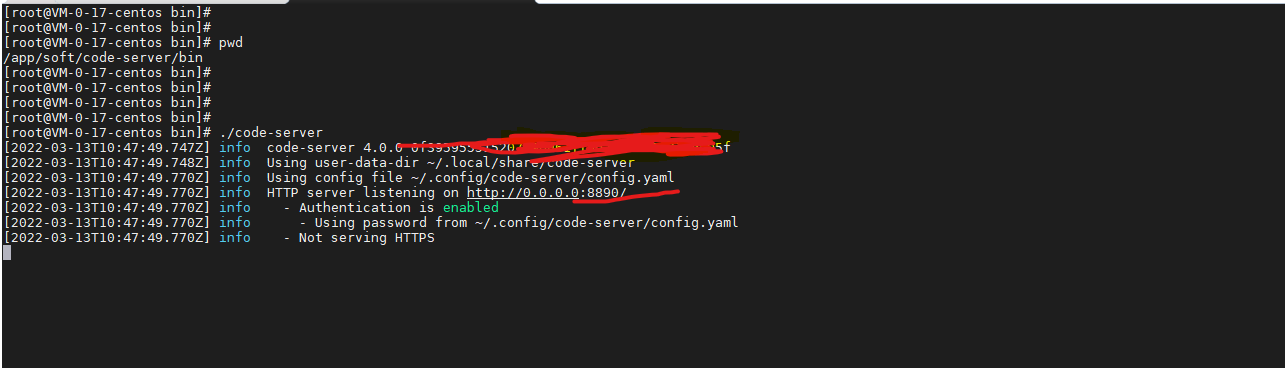 [root@VM-0-17-centos bin]#
[root@VM-0-17-centos bin]#
[root@VM-0-17-centos bin]# pwd
/app/soft/code-server/bin
[root@VM-0-17-centos bin]#
[root@VM-0-17-centos bin]#
[root@VM-0-17-centos bin]#
[root@VM-0-17-centos bin]#
[root@VM-0-17-centos bin]# ./code-server
[2022-03-13T10:47:49.747Z] info  code-server 4.0.0
[2022-03-13T10:47:49.748Z] info  Using user-data-dir ~/.local/share/code-server
[2022-03-13T10:47:49.770Z] info  Using config file ~/.config/code-server/config.yaml
[2022-03-13T10:47:49.770Z] info  HTTP server listening on http://0.0.0.0:8890/
[2022-03-13T10:47:49.770Z] info    - Authentication is enabled
[2022-03-13T10:47:49.770Z] info      - Using password from ~/.config/code-server/config.yaml
[2022-03-13T10:47:49.770Z] info    - Not serving HTTPS